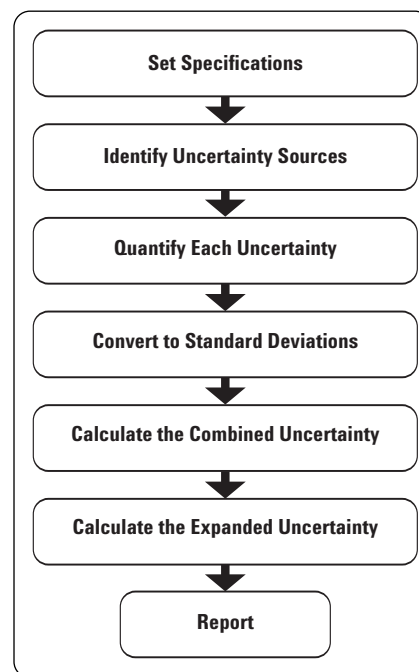 Set Specifications
Identify Uncertainty Sources
Quantify Each Uncertainty
Convert to Standard Deviations
Calculate the Combined Uncertainty
Calculate the Expanded Uncertainty
Report